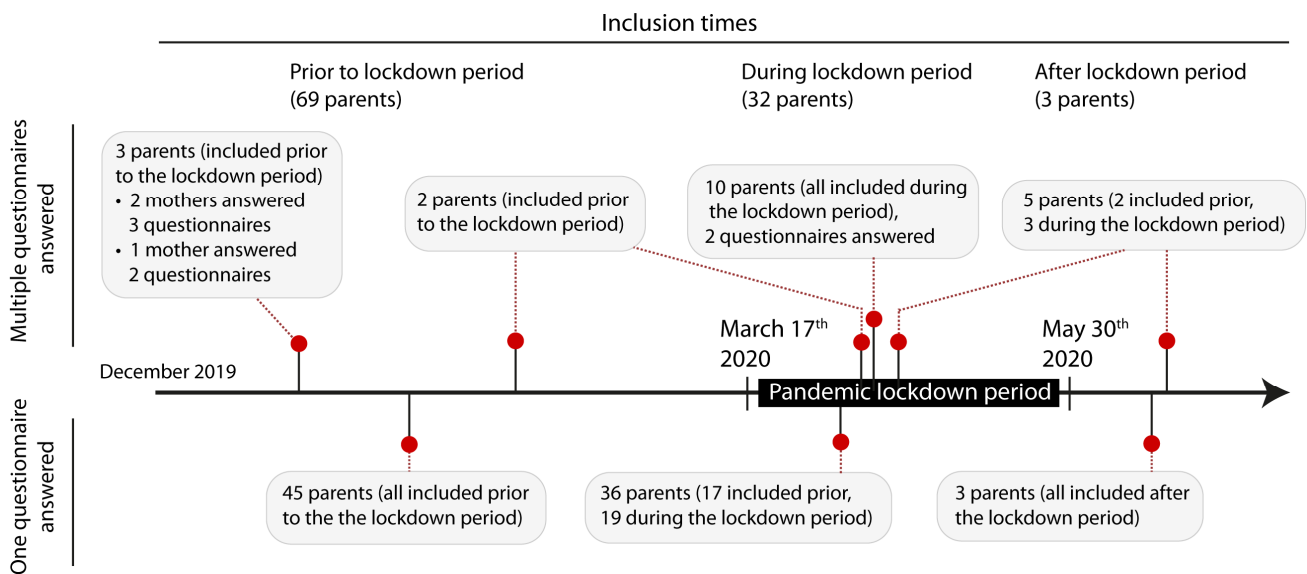 Inclusion times
Prior to lockdown period
(69 parents)
During lockdown period
(32 parents)
After lockdown period
(3 parents)
Multiple questionnaires
answered
3 parents (included prior
to the lockdown period)
• 2 mothers answered
3 questionnaires
• 1 mother answered
2 questionnaires
2 parents (included prior
to the lockdown period)
10 parents (all included during
the lockdown period),
2 questionnaires answered
5 parents (2 included prior,
3 during the lockdown period)
December 2019
March 17th
2020
May 30th
2020
Pandemic lockdown period
One questionnaire
answered
45 parents (all included prior
to the the lockdown period)
36 parents (17 included prior,
19 during the lockdown period)
3 parents (all included after
the lockdown period)